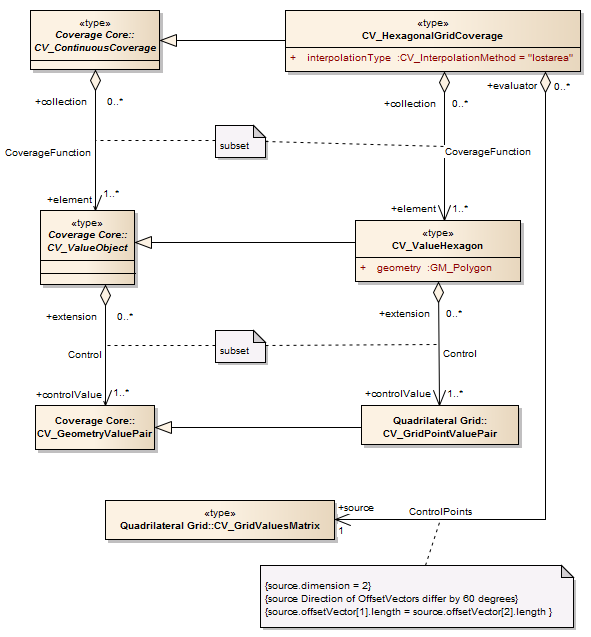 «type»
Coverage Core::
CV_ContinuousCoverage
«type»
CV_HexagonalGridCoverage
+ interpolationType :CV_InterpolationMethod = "lostarea"
+collection
0..*
+collection
0..*
+evaluator
0..*
CoverageFunction
subset
CoverageFunction
+element
1..*
+element
1..*
«type»
Coverage Core::
CV_ValueObject
«type»
CV_ValueHexagon
+ geometry :GM_Polygon
+extension
0..*
+extension
0..*
Control
subset
Control
+controlValue
1..*
+controlValue
1..*
Coverage Core::
CV_GeometryValuePair
Quadrilateral Grid::
CV_GridPointValuePair
«type»
Quadrilateral Grid::CV_GridValuesMatrix
+source
1
ControlPoints
{source.dimension = 2}
{source Direction of OffsetVectors differ by 60 degrees}
{source.offsetVector[1].length = source.offsetVector[2].length }